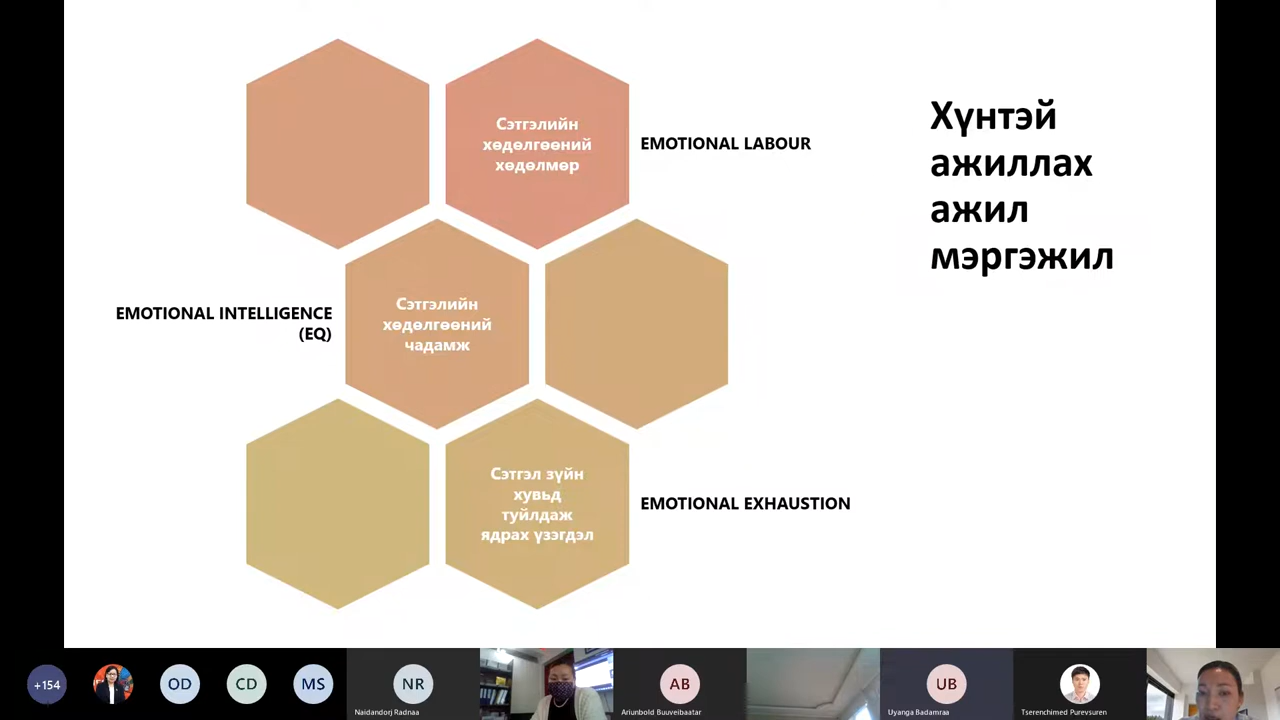 Хүнтэй
ажиллах
ажил
мэргэжил
Сэтгэлийн
хөдөлгөөний
хөдөлмөр
EMOTIONAL LABOUR
EMOTIONAL INTELLIGENCE
(EQ)
Сэтгэлийн
хөдөлгөөний
чадамж
Сэтгэл зүйн
хувьд
туйлдаж
ядрах үзэгдэл
EMOTIONAL EXHAUSTION
+154
OD
CD
MS
NR
Naidandorj Radnaa
AB
Ariunbold Buuveibaatar
UB
Uyanga Badamraa
Tserenchimed Purevsuren